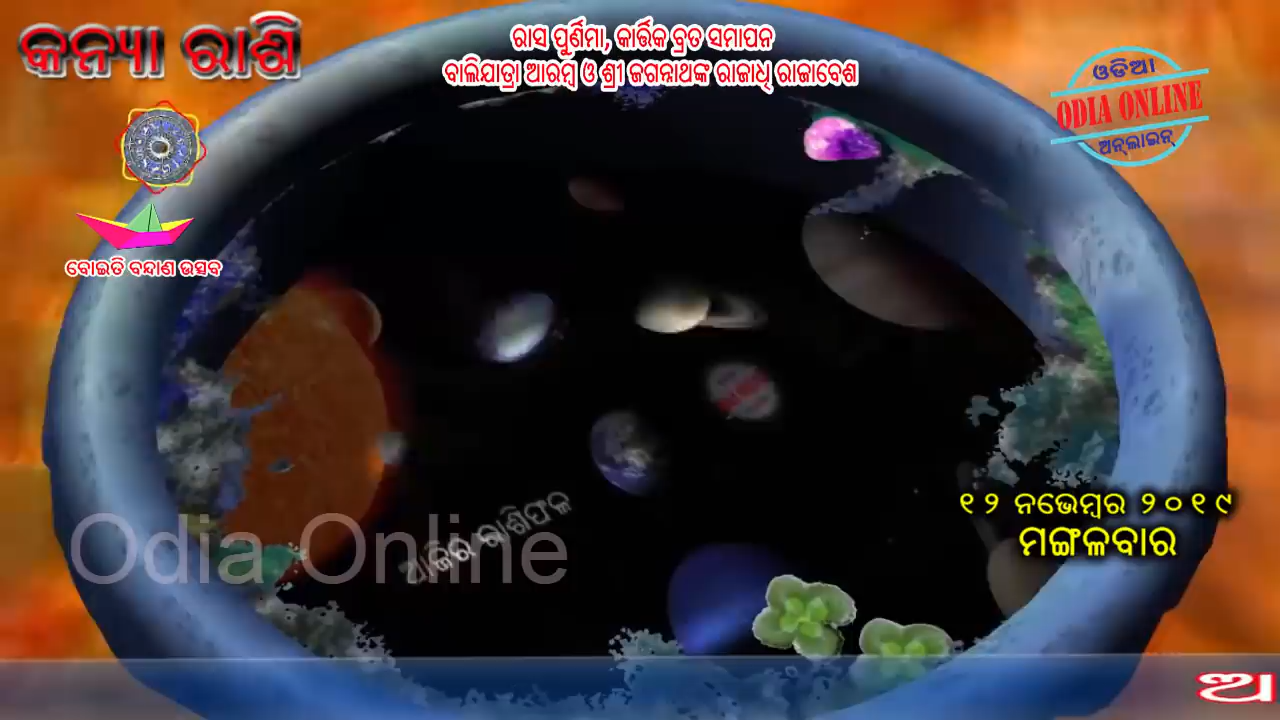 କନ୍ୟା ରାଶି
ରାସ ପୁର୍ଣିମା, କାର୍ତ୍ତିକ ବ୍ରତ ସମାପନ
ବାଲିଯାତ୍ରା ଆରମ୍ଭ ଓ ଶ୍ରୀ ଜଗନ୍ନାଥଙ୍କ ରାଜାଧି ରାଜାବେଶ
ଓଡିଆ
ODIA ONLINE
ଅନ୍‌ଲାଇନ୍
ବୋଇତି ବନ୍ଦାଣ ଉତ୍ସବ
୧୨ ନଭେମ୍ବର ୨୦୧୯
ମଙ୍ଗଳବାର
ଆଜିର ରାଶିଫଳ
Odia Online
ଅ